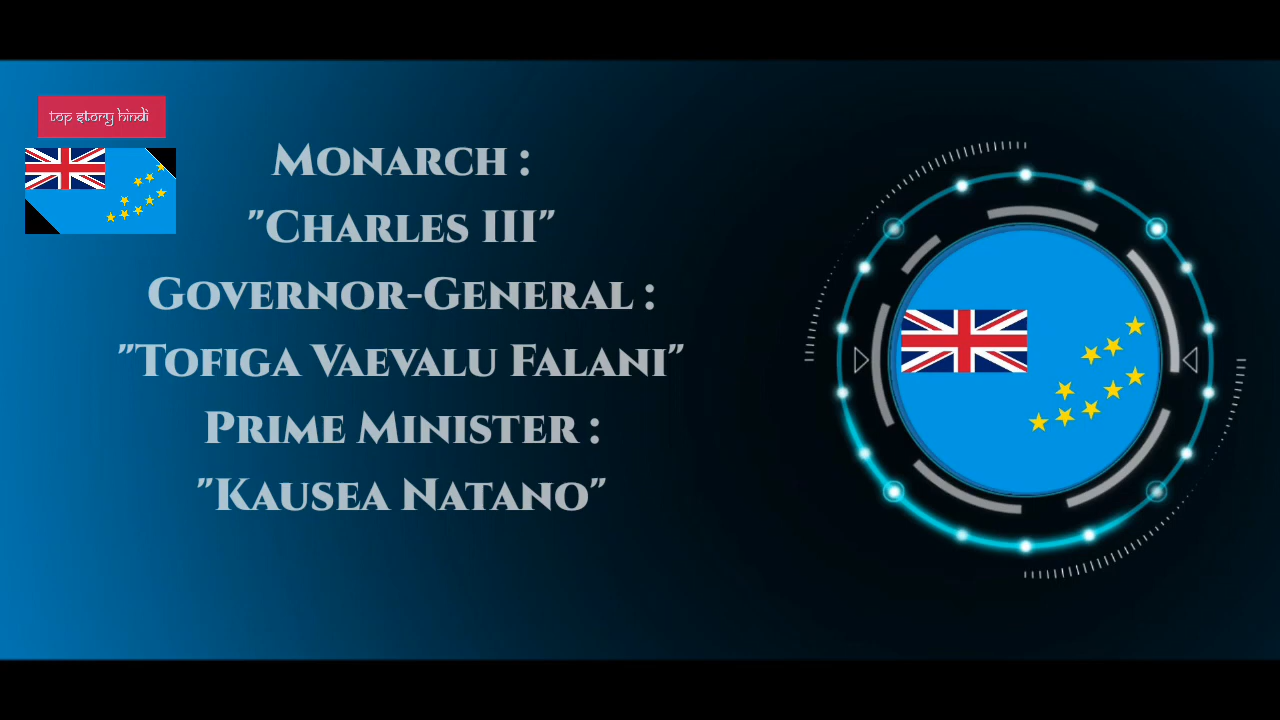 top story hindi
Monarch :
"Charles III"
Governor-General :
"Tofiga Vaevalu Falani"
Prime Minister :
"Kausea Natano"